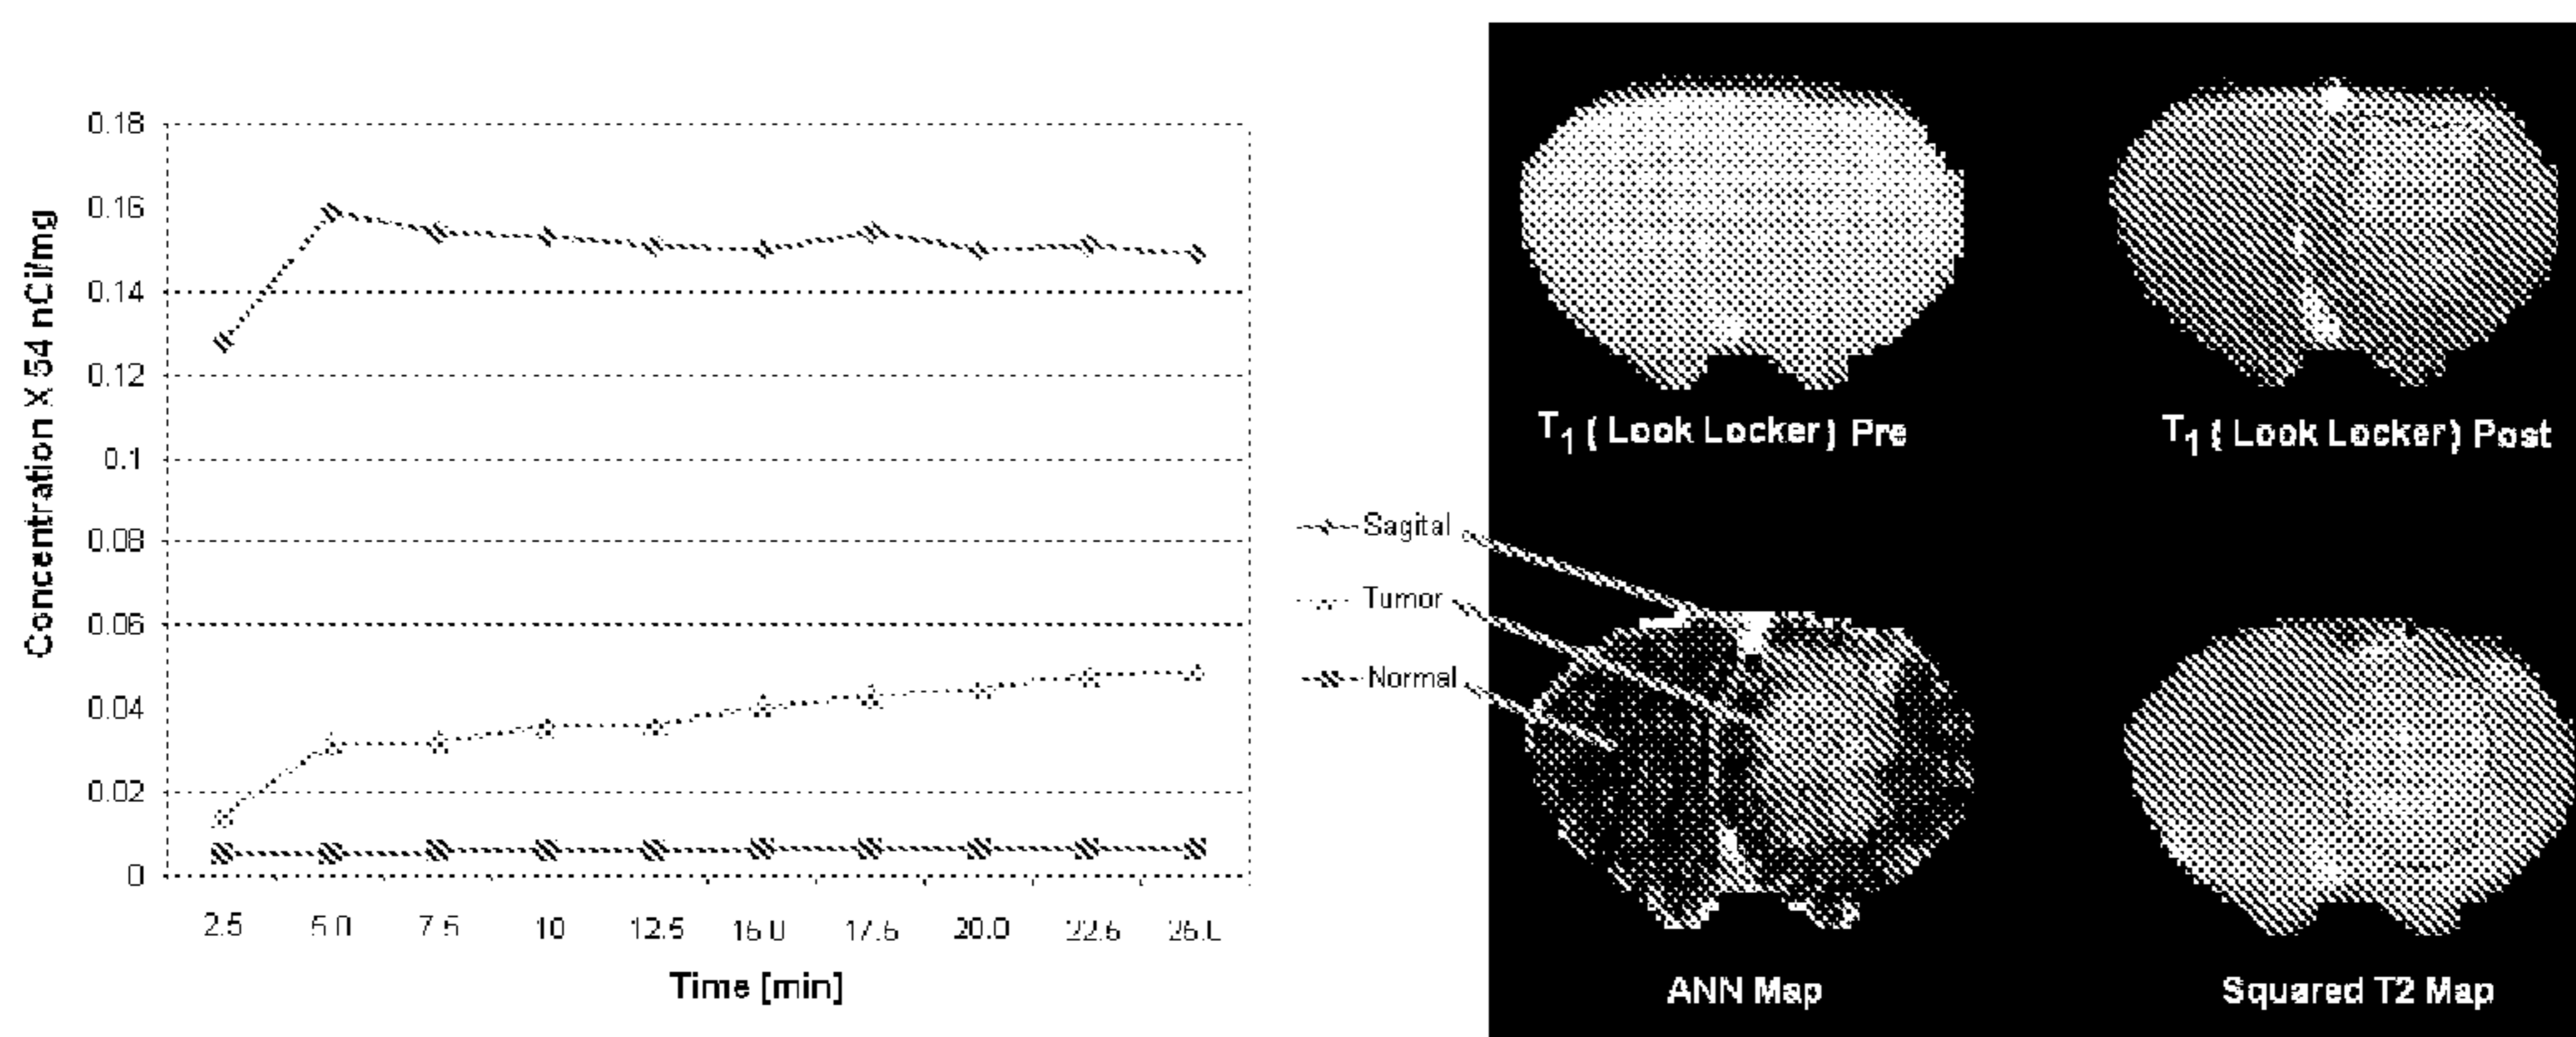 Concentration X 54 nCi/mg
0.18
0.16
0.14
0.12
0.1
0.08
0.06
0.04
0.02
0
2.5 5.0 7.5 10 12.5 15.0 17.5 20.0 22.5 25.0
Time [min]
Sagital
Tumor
Normal
T1 ( Look Locker ) Pre
T1 ( Look Locker ) Post
ANN Map
Squared T2 Map